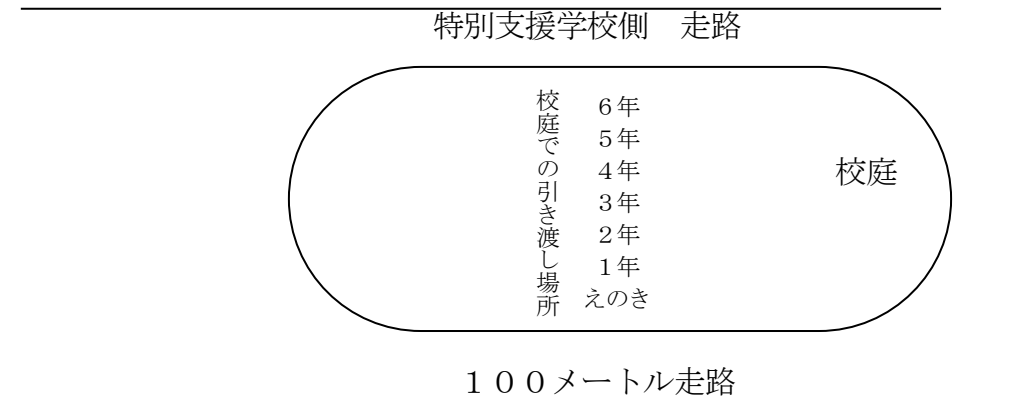 特別支援学校側　走路
校庭での引き渡し場所
６年
５年
４年
３年
２年
１年
えのき
校庭
１００メートル走路